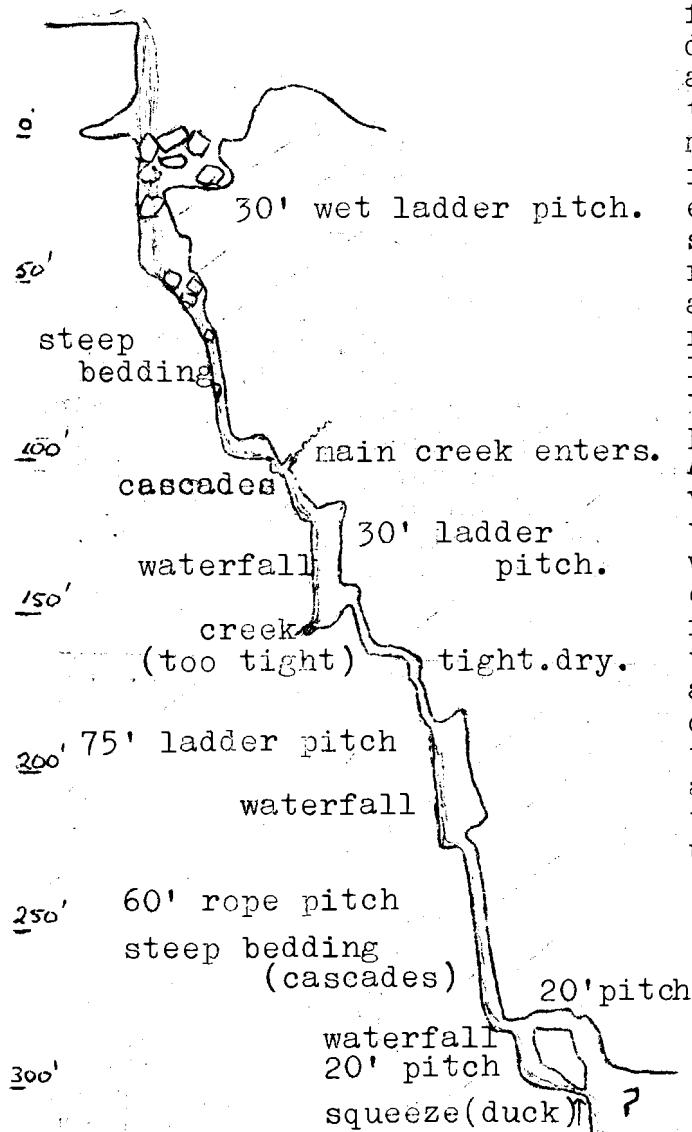 10.
30' wet ladder pitch.
50'
steep
bedding
100'
main creek enters.
cascades
30' ladder
pitch.
waterfall
150'
creek
(too tight)
tight.dry.
75' ladder pitch
200'
waterfall
60' rope pitch
250'
steep bedding
(cascades)
20'pitch
waterfall
20' pitch
300'
squeeze(duck)
?